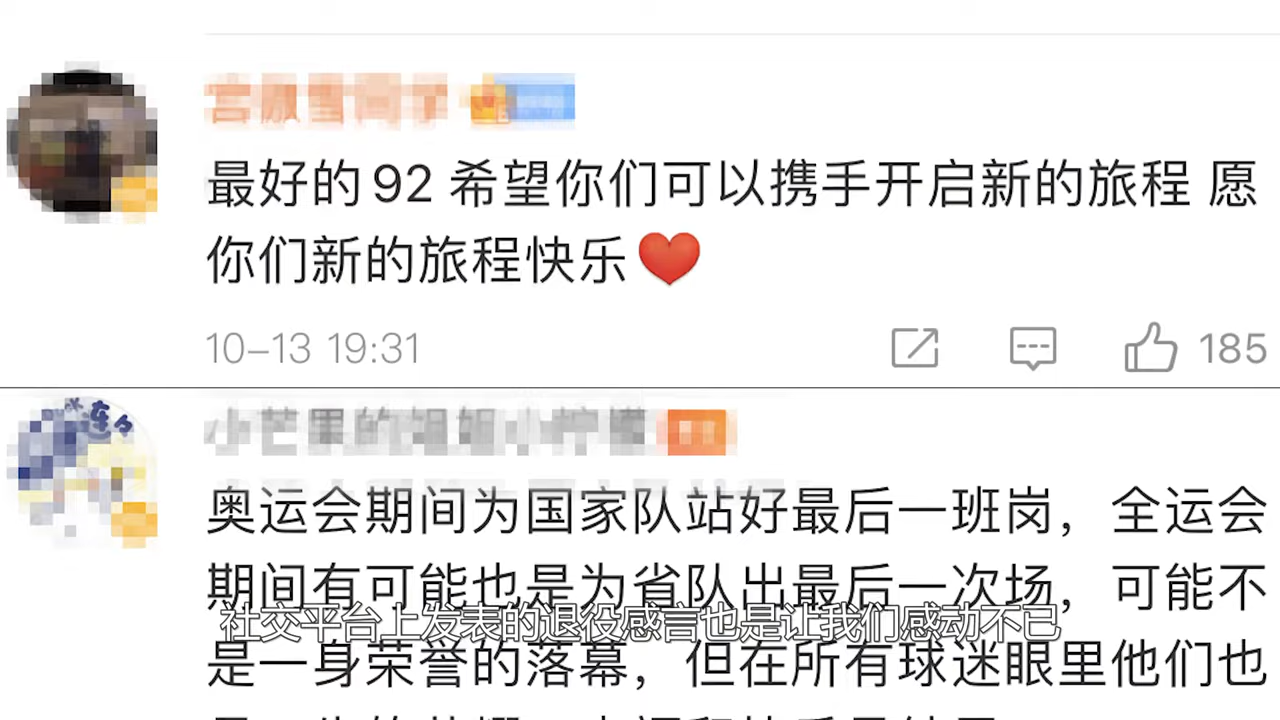 最好的92 希望你们可以携手开启新的旅程 愿
你们新的旅程快乐❤️
10-13 19:31
185
奥运会期间为国家队站好最后一班岗，全运会
期间有可能也是为省队出最后一次场，可能不
社交平台上发表的退役感言也是让我们感动不已
是一身荣誉的落幕，但在所有球迷眼里他们也